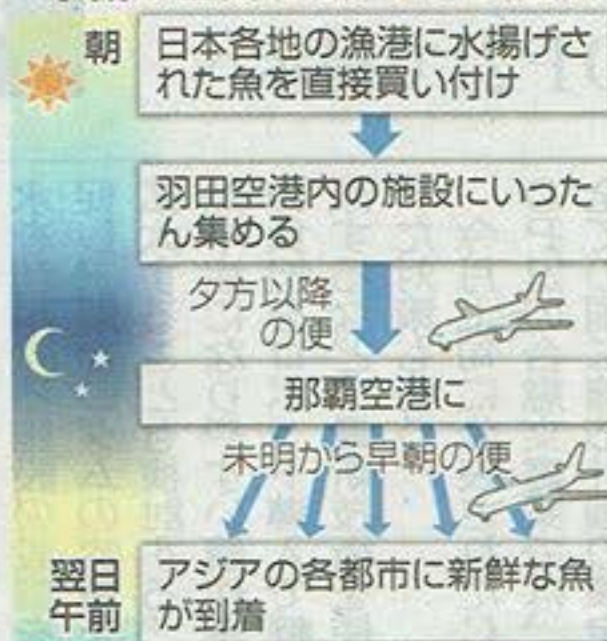 朝
日本各地の漁港に水揚げさ
れた魚を直接買い付け
羽田空港内の施設にいった
ん集める
夕方以降
の便
那覇空港に
未明から早朝の便
翌日
午前
アジアの各都市に新鮮な魚
が到着